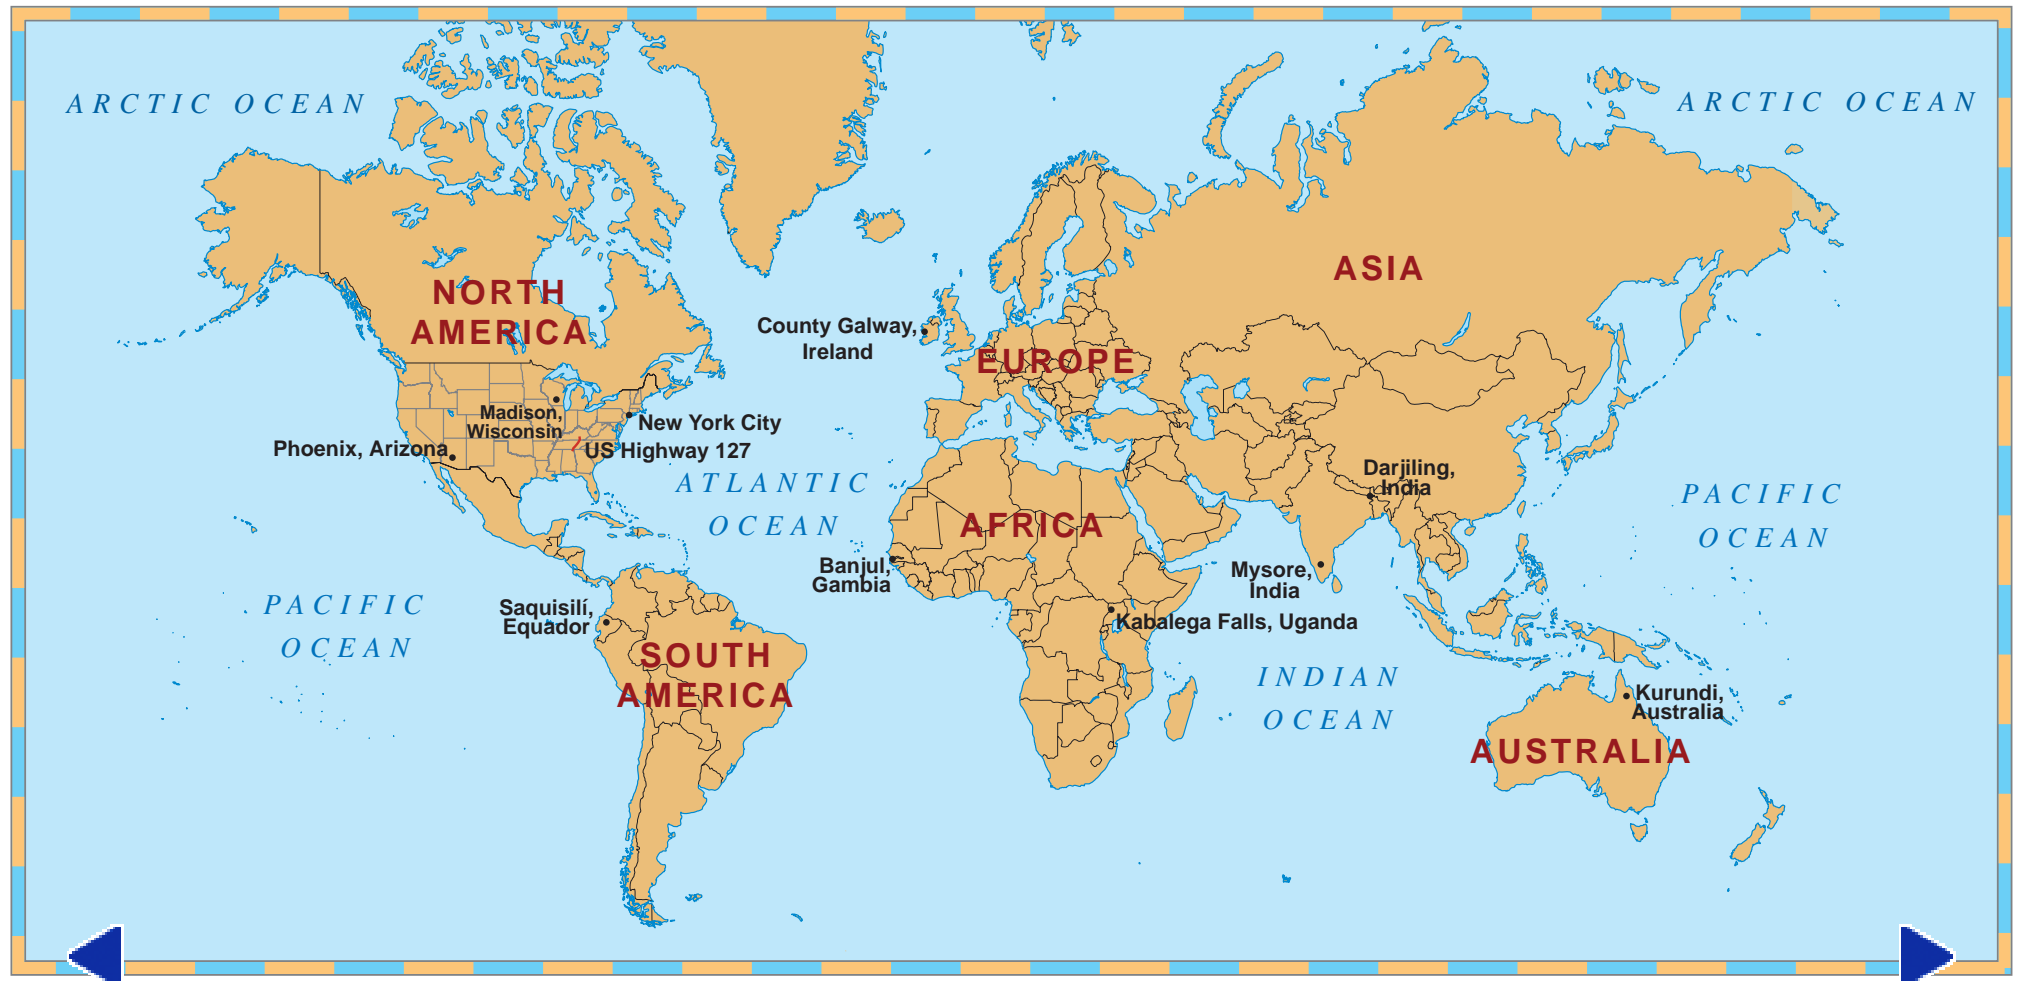 ARCTIC OCEAN
ARCTIC OCEAN
ASIA
NORTH
AMERICA
County Galway,
Ireland
EUROPE
Madison,
Wisconsin
New York City
Phoenix, Arizona
US Highway 127
Darjiling,
India
ATLANTIC
OCEAN
PACIFIC
OCEAN
AFRICA
Banjul,
Gambia
Mysore,
India
PACIFIC
OCEAN
Saquisilí,
Equador
Kabalega Falls, Uganda
SOUTH
AMERICA
INDIAN
OCEAN
Kurundi,
Australia
AUSTRALIA